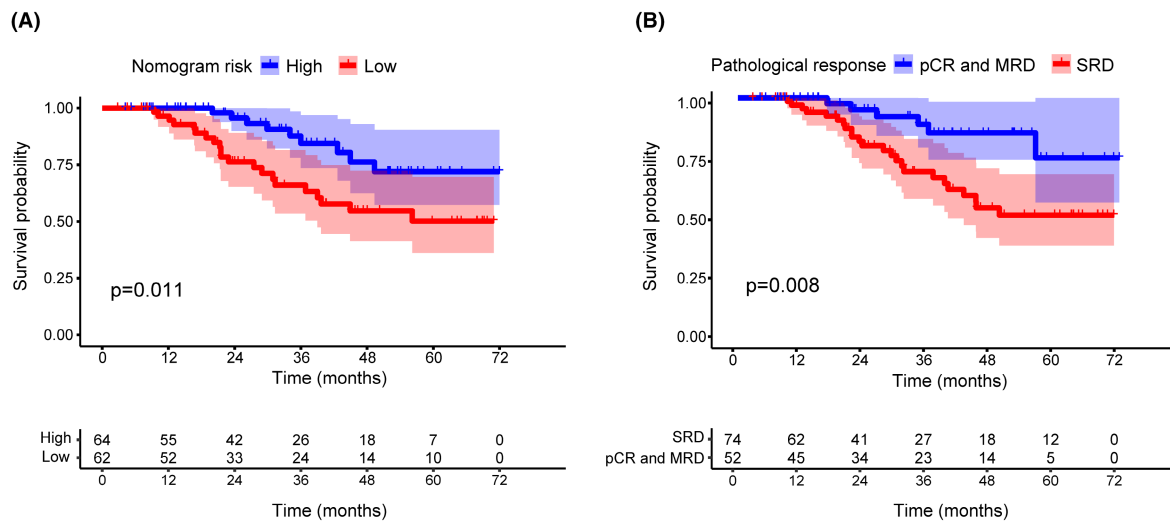 (A)
Nomogram risk High Low
Survival probability
1.00
0.75
0.50
0.25
0.00
p=0.011
0 12 24 36 48 60 72
Time (months)
High 64 55 42 26 18 7 0
Low 62 52 33 24 14 10 0
0 12 24 36 48 60 72
Time (months)
(B)
Pathological response pCR and MRD SRD
Survival probability
1.00
0.75
0.50
0.25
0.00
p=0.008
0 12 24 36 48 60 72
Time (months)
SRD 74 62 41 27 18 12 0
pCR and MRD 52 45 34 23 14 5 0
0 12 24 36 48 60 72
Time (months)